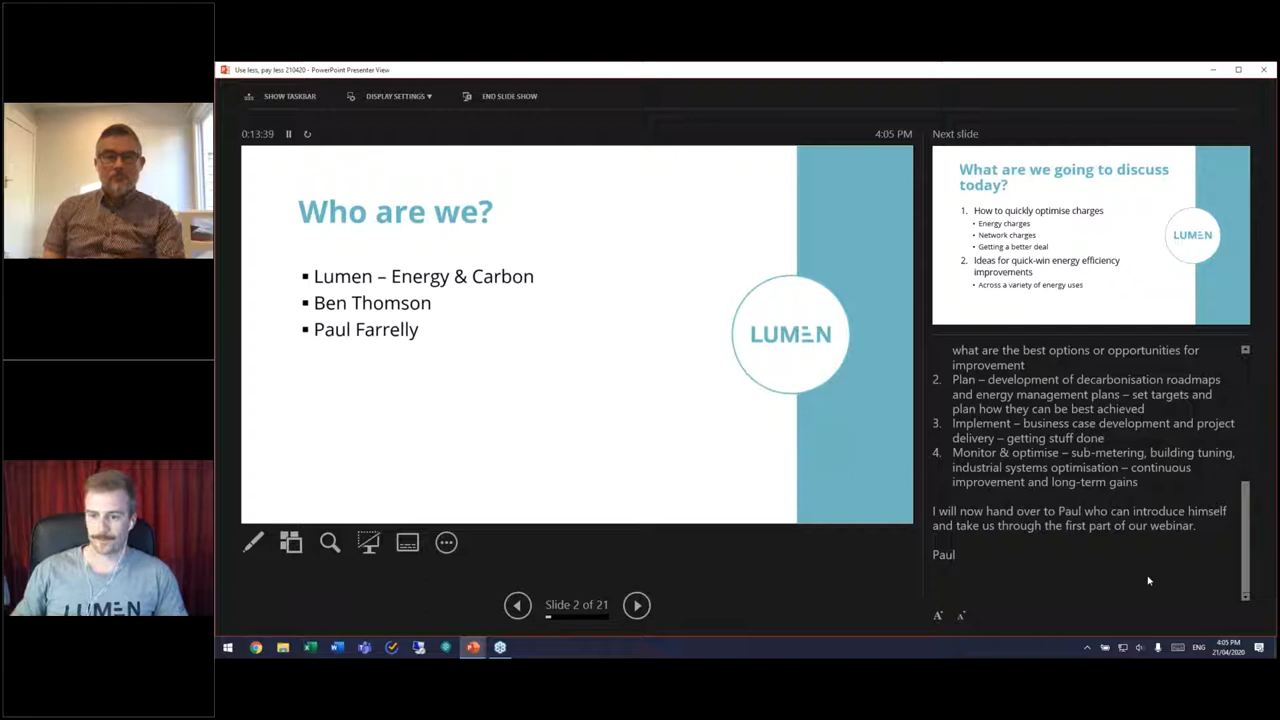 Use less, pay less 210420 - PowerPoint Presenter View
SHOW TASKBAR
DISPLAY SETTINGS ▾
END SLIDE SHOW
0:13:39
4:05 PM
Who are we?
▪ Lumen – Energy & Carbon
▪ Ben Thomson
▪ Paul Farrelly
LUMEN
Slide 2 of 21
Next slide
What are we going to discuss
today?
1. How to quickly optimise charges
• Energy charges
• Network charges
• Getting a better deal
2. Ideas for quick-win energy efficiency
improvements
• Across a variety of energy uses
LUMEN
what are the best options or opportunities for
improvement
2. Plan – development of decarbonisation roadmaps
and energy management plans – set targets and
plan how they can be best achieved
3. Implement – business case development and project
delivery – getting stuff done
4. Monitor & optimise – sub-metering, building tuning,
industrial systems optimisation – continuous
improvement and long-term gains
I will now hand over to Paul who can introduce himself
and take us through the first part of our webinar.
Paul
A A
LUMEN
ENG
4:05 PM
21/04/2020